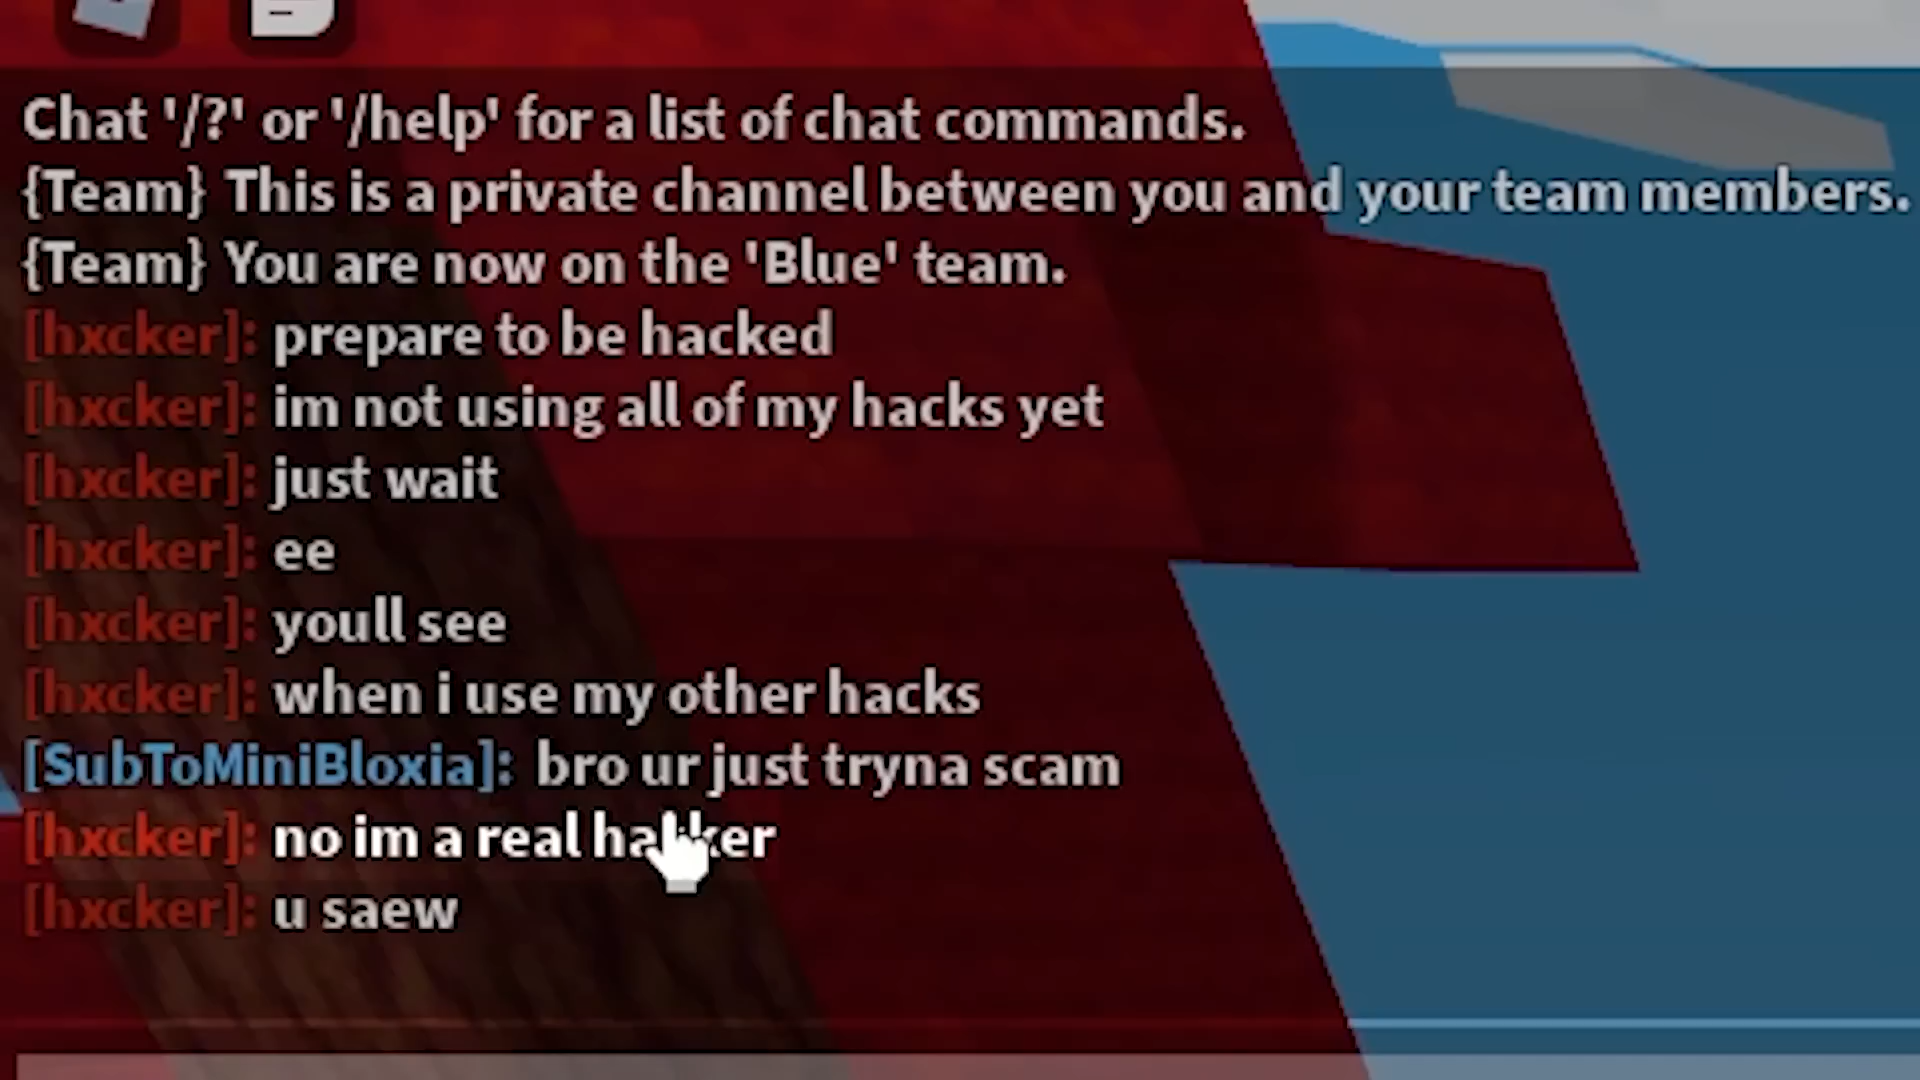 Chat '/?' or '/help' for a list of chat commands.
{Team} This is a private channel between you and your team members.
{Team} You are now on the 'Blue' team.
[hxcker]: prepare to be hacked
[hxcker]: im not using all of my hacks yet
[hxcker]: just wait
[hxcker]: ee
[hxcker]: youll see
[hxcker]: when i use my other hacks
[SubToMiniBloxia]: bro ur just tryna scam
[hxcker]: no im a real hacker
[hxcker]: u saew